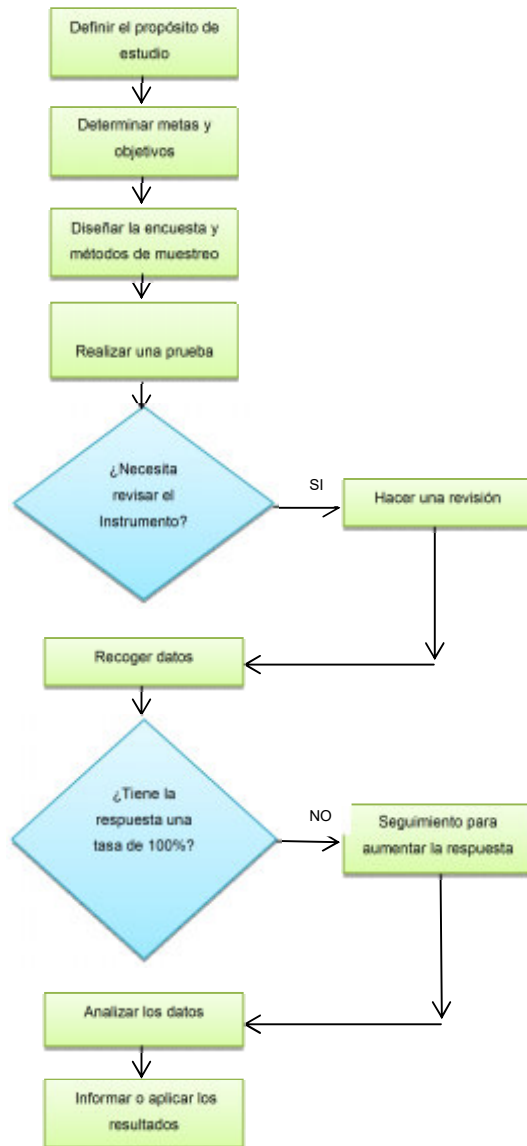 Definir el propósito de
estudio
Determinar metas y
objetivos
Diseñar la encuesta y
métodos de muestreo
Realizar una prueba
¿Necesita
revisar el
Instrumento?
SI
Hacer una revisión
Recoger datos
¿Tiene la
respuesta una
tasa de 100%?
NO
Seguimiento para
aumentar la respuesta
Analizar los datos
Informar o aplicar los
resultados